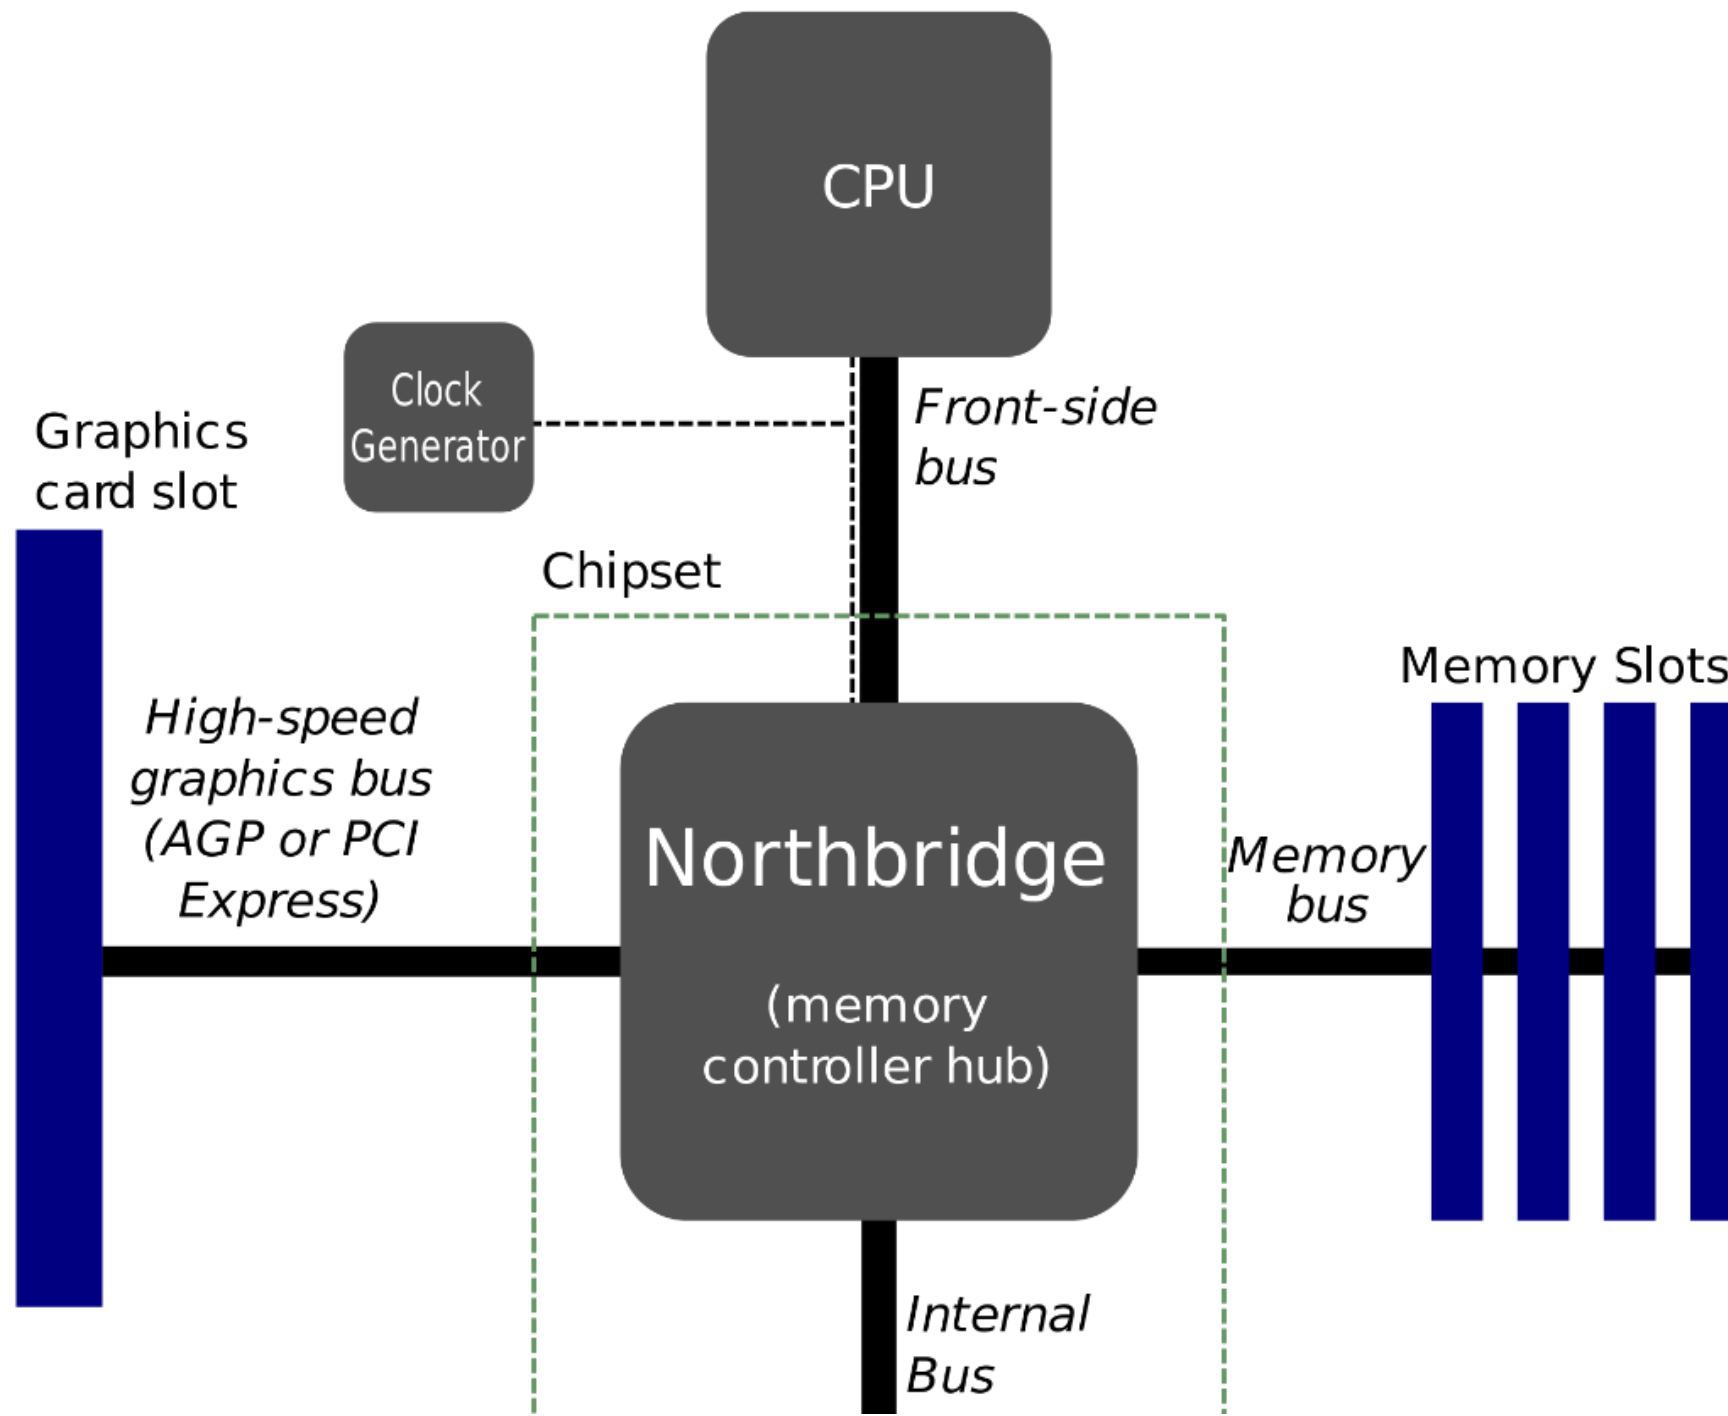 CPU
Clock
Generator
Front-side
bus
Graphics
card slot
Chipset
Memory Slots
High-speed
graphics bus
(AGP or PCI
Express)
Northbridge
(memory
controller hub)
Memory
bus
Internal
Bus